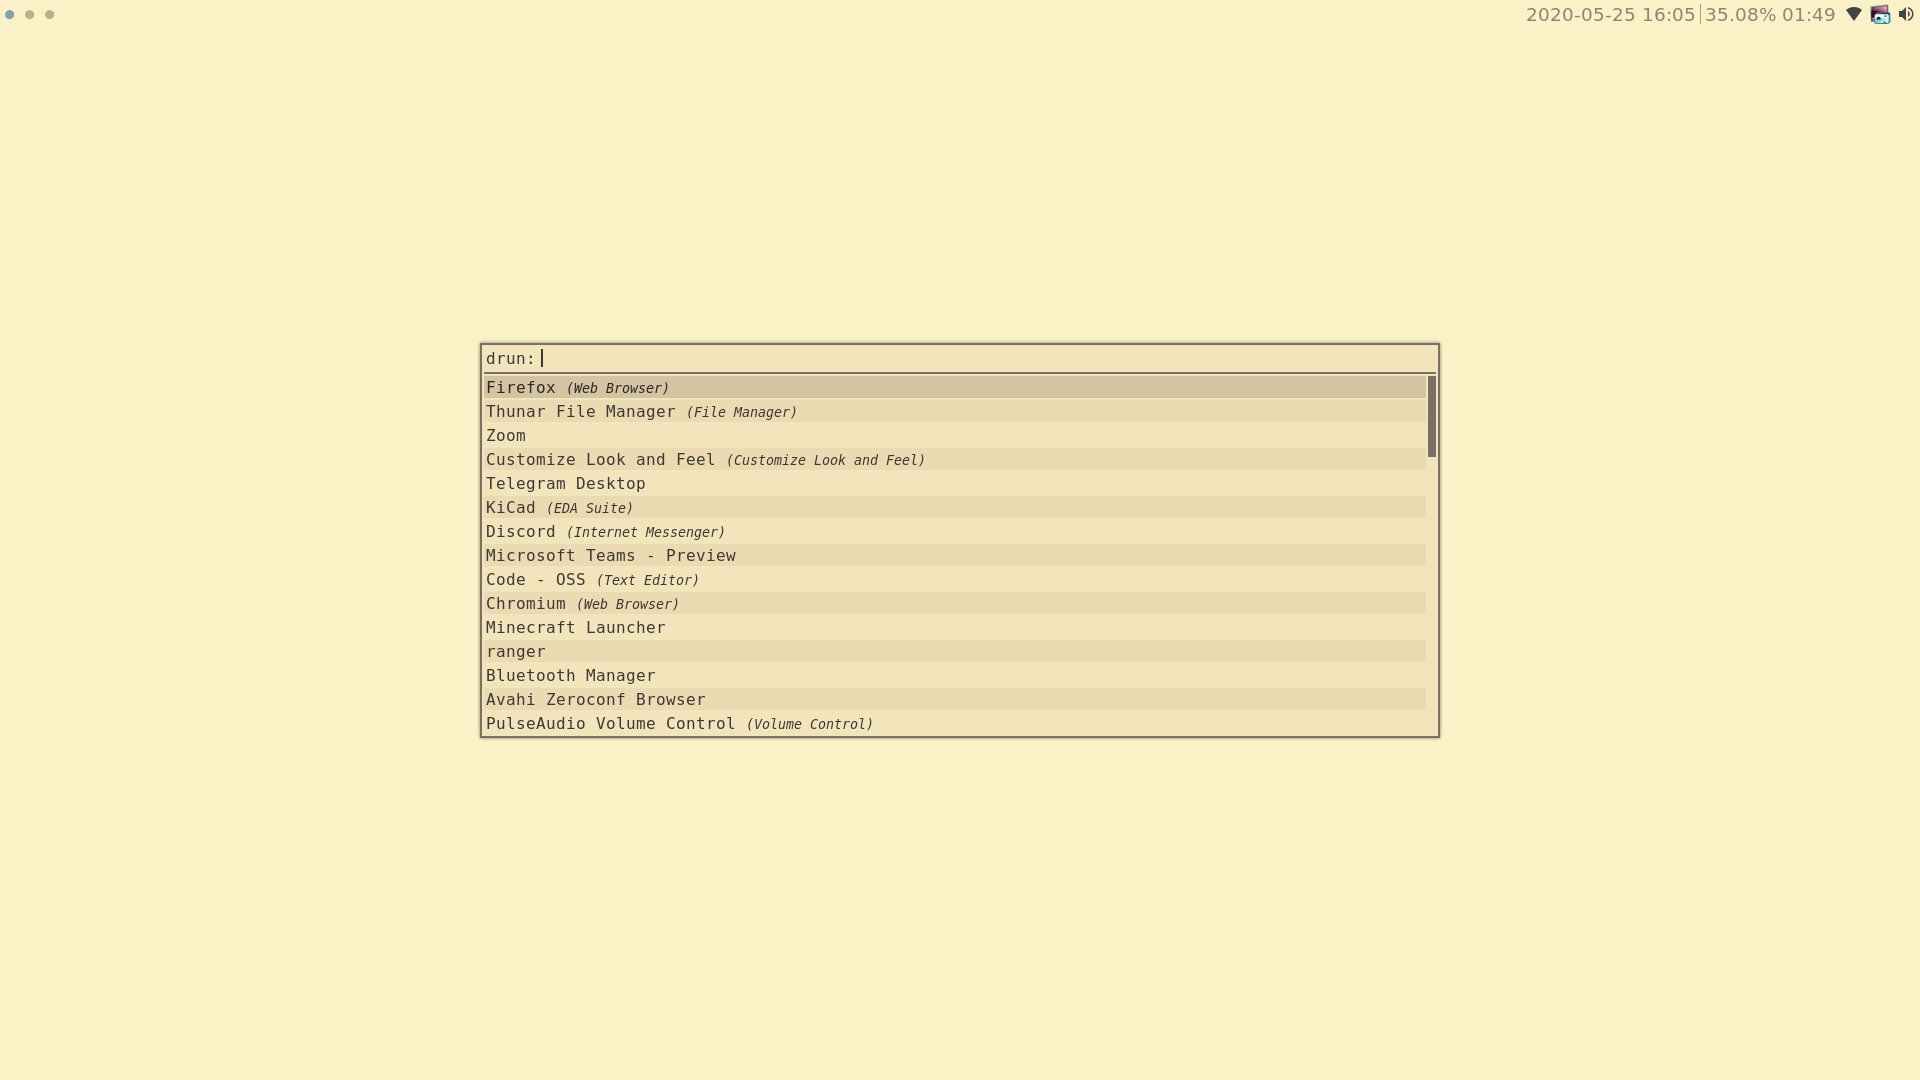 2020-05-25 16:05 35.08% 01:49
drun:
Firefox (Web Browser)
Thunar File Manager (File Manager)
Zoom
Customize Look and Feel (Customize Look and Feel)
Telegram Desktop
KiCad (EDA Suite)
Discord (Internet Messenger)
Microsoft Teams - Preview
Code - OSS (Text Editor)
Chromium (Web Browser)
Minecraft Launcher
ranger
Bluetooth Manager
Avahi Zeroconf Browser
PulseAudio Volume Control (Volume Control)